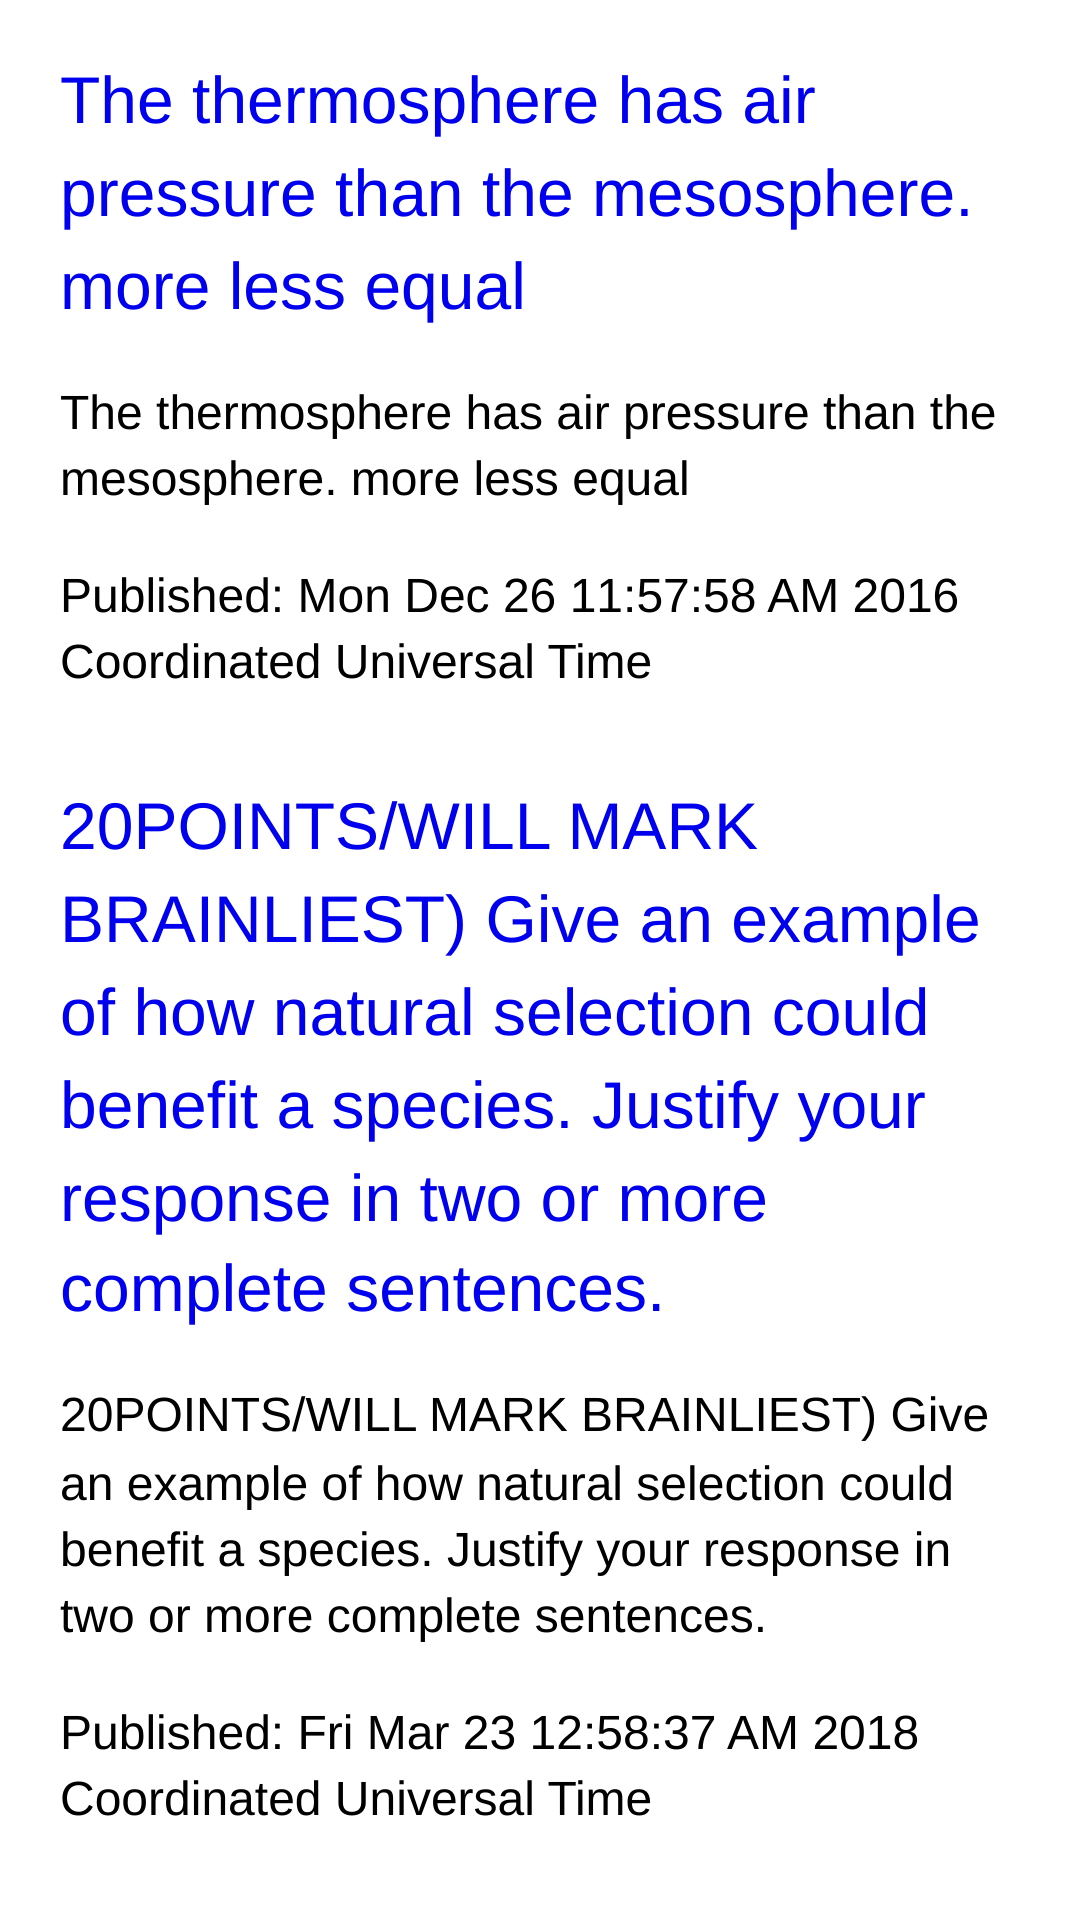 The thermosphere has air
pressure than the mesosphere.
more less equal
The thermosphere has air pressure than the
mesosphere. more less equal
Published: Mon Dec 26 11:57:58 AM 2016
Coordinated Universal Time
20POINTS/WILL MARK
BRAINLIEST) Give an example
of how natural selection could
benefit a species. Justify your
response in two or more
complete sentences.
20POINTS/WILL MARK BRAINLIEST) Give
an example of how natural selection could
benefit a species. Justify your response in
two or more complete sentences.
Published: Fri Mar 23 12:58:37 AM 2018
Coordinated Universal Time